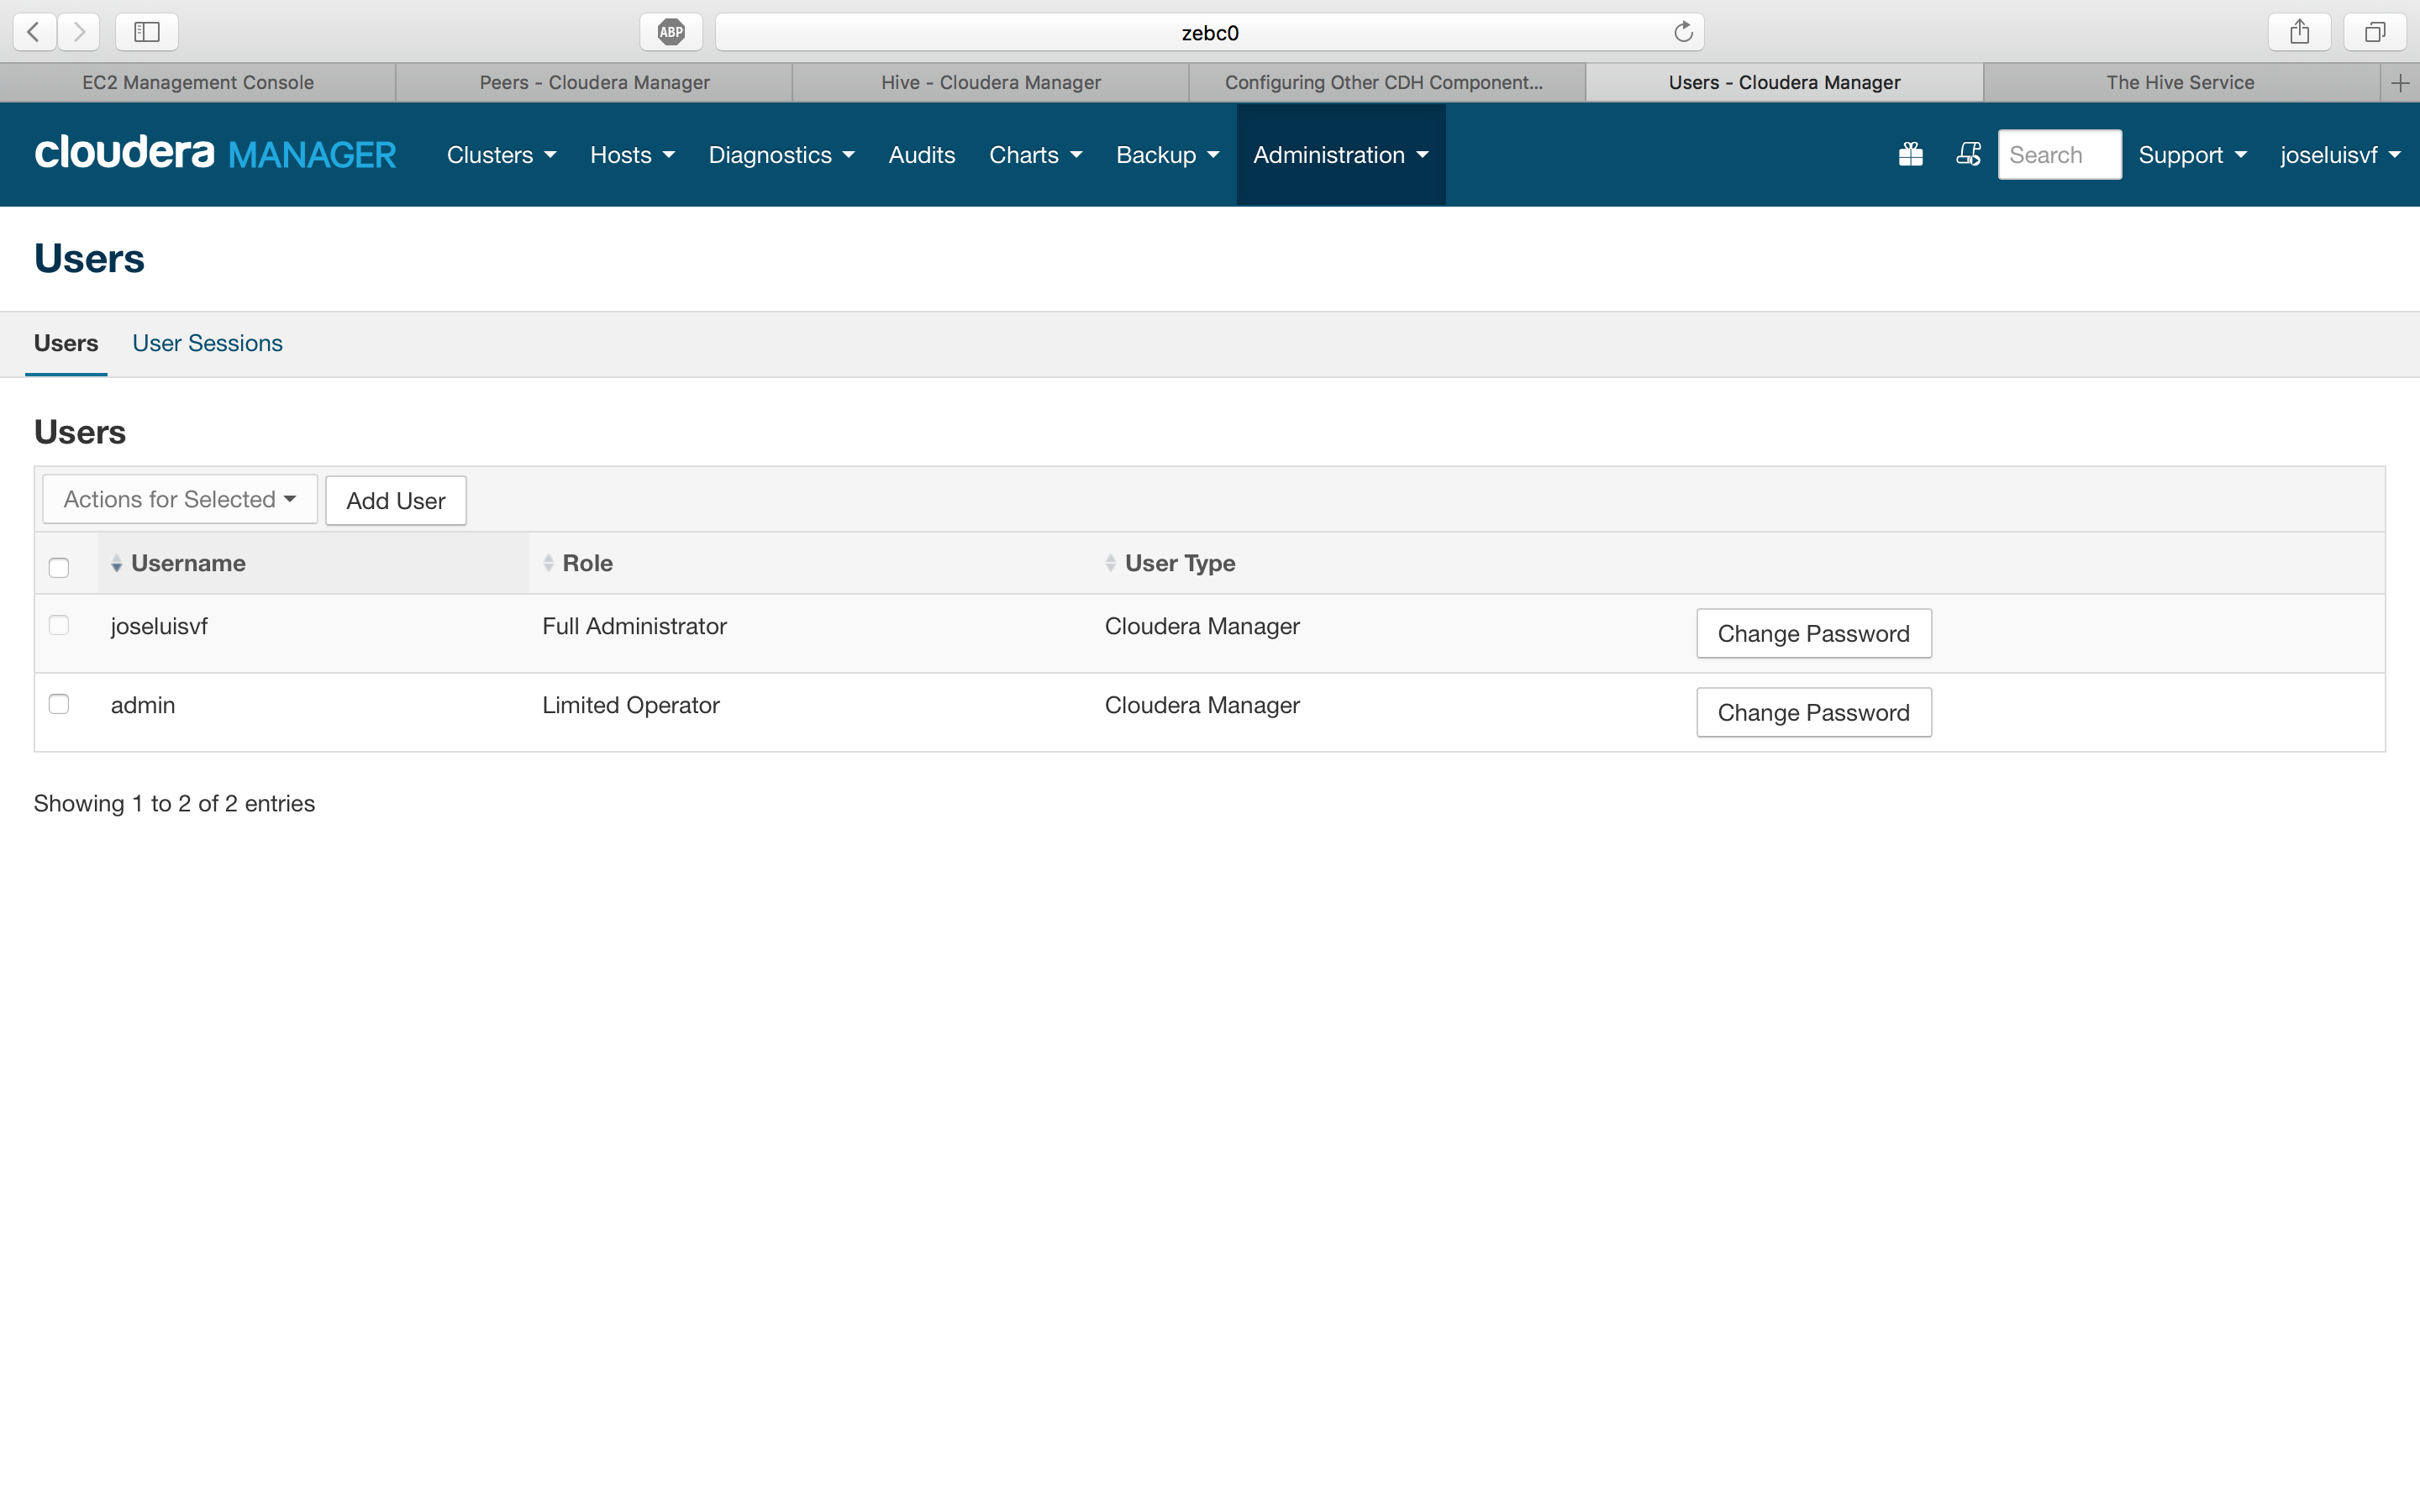 ABP
zebc0
EC2 Management Console
Peers - Cloudera Manager
Hive - Cloudera Manager
Configuring Other CDH Component...
Users - Cloudera Manager
The Hive Service
cloudera MANAGER
Clusters
Hosts
Diagnostics
Audits
Charts
Backup
Administration
Search
Support
joseluisvf
Users
Users
User Sessions
Users
Actions for Selected
Add User
Username
Role
User Type
joseluisvf
Full Administrator
Cloudera Manager
Change Password
admin
Limited Operator
Cloudera Manager
Change Password
Showing 1 to 2 of 2 entries